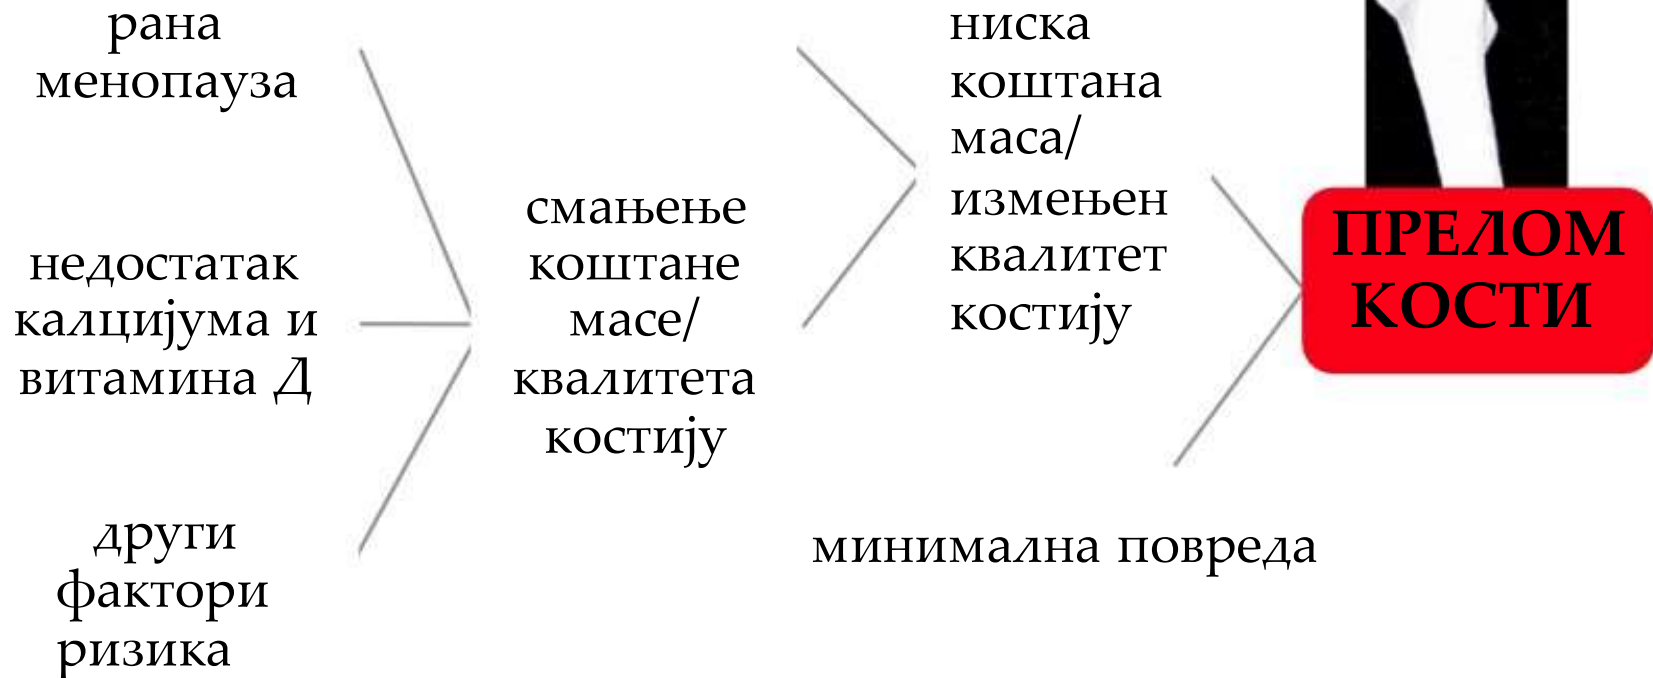 рана
менопауза
недостатак
калцијума и
витамина Д
други
фактори
ризика
смањење
коштане
масе/
квалитета
костију
ниска
коштана
маса/
измењен
квалитет
костију
минимална повреда
ПРЕЛОМ
КОСТИ